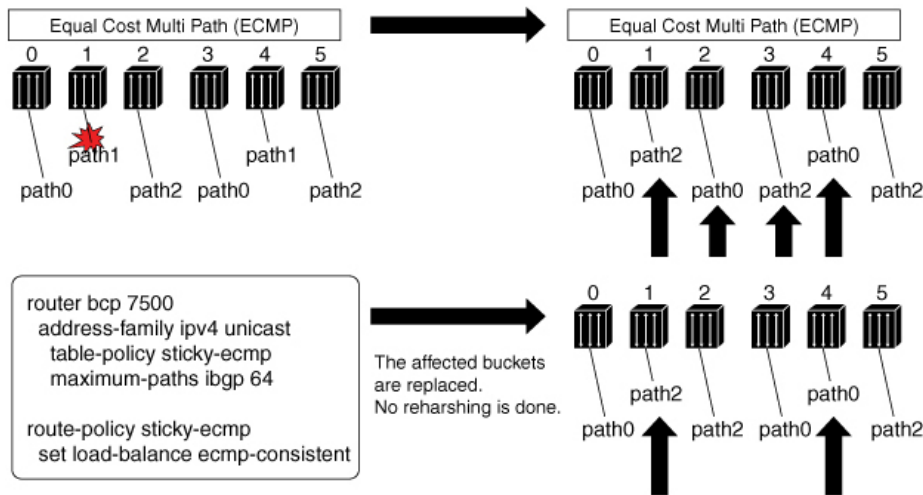 Equal Cost Multi Path (ECMP)
0 1 2 3 4 5
path1 path1
path0 path2 path0 path2
Equal Cost Multi Path (ECMP)
0 1 2 3 4 5
path2 path0
path0 path0 path2 path2
router bcp 7500
address-family ipv4 unicast
table-policy sticky-ecmp
maximum-paths ibgp 64
route-policy sticky-ecmp
set load-balance ecmp-consistent
The affected buckets
are replaced.
No reharshing is done.
0 1 2 3 4 5
path2 path0
path0 path2 path0 path2